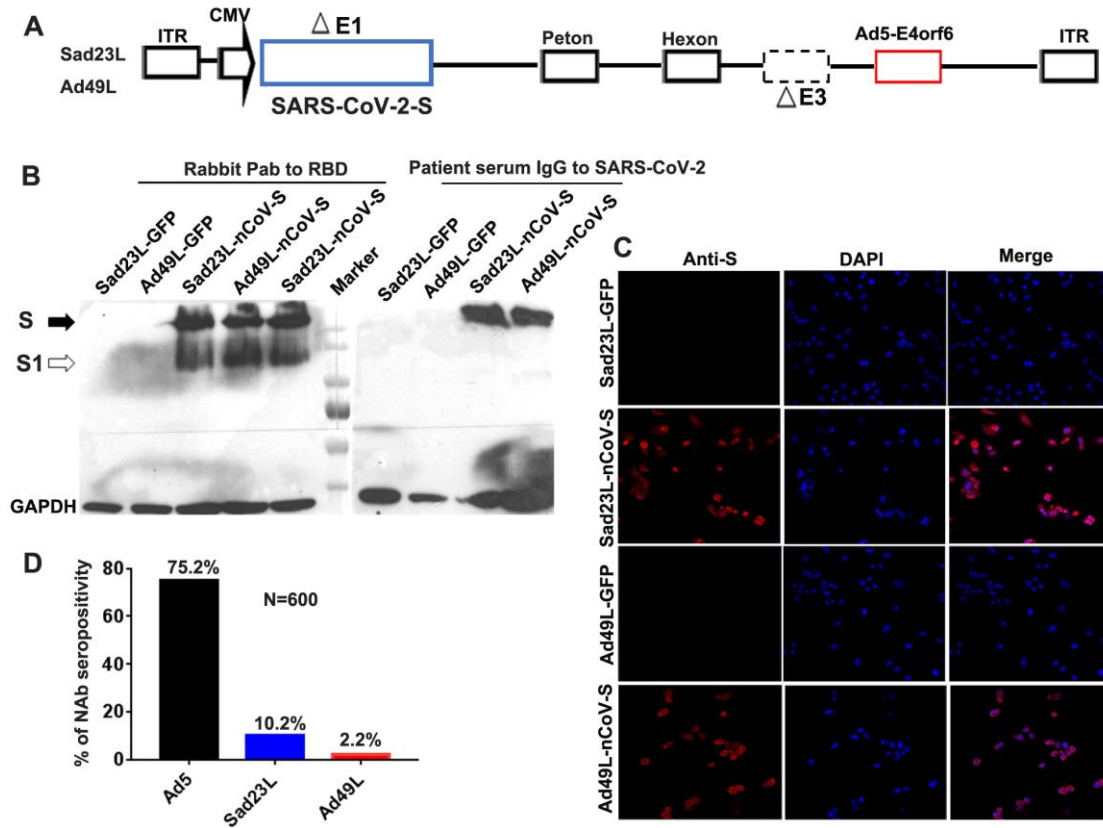 A
Sad23L
Ad49L
ITR
CMV
△ E1
SARS-CoV-2-S
Peton
Hexon
△ E3
Ad5-E4orf6
ITR
B
Rabbit Pab to RBD
Patient serum IgG to SARS-CoV-2
Sad23L-GFP
Ad49L-GFP
Sad23L-nCoV-S
Ad49L-nCoV-S
Sad23L-nCoV-S
Marker
Sad23L-GFP
Ad49L-GFP
Sad23L-nCoV-S
Ad49L-nCoV-S
S
S1
GAPDH
C
Anti-S
DAPI
Merge
Sad23L-GFP
Sad23L-nCoV-S
Ad49L-GFP
Ad49L-nCoV-S
D
% of NAb seropositivity
80
60
40
20
0
75.2%
10.2%
2.2%
N=600
Ad5
Sad23L
Ad49L